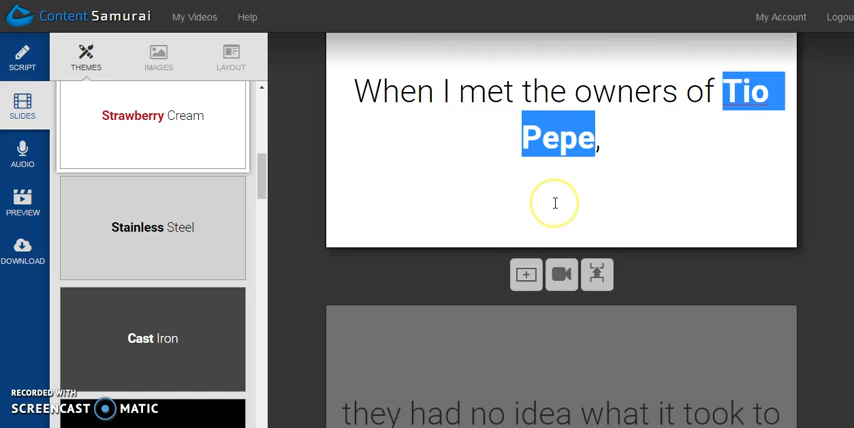 Content Samurai
My Videos
Help
My Account
Logou
SCRIPT
SLIDES
AUDIO
PREVIEW
DOWNLOAD
THEMES
IMAGES
LAYOUT
Strawberry Cream
Stainless Steel
Cast Iron
When I met the owners of Tio
Pepe,
they had no idea what it took to
RECORDED WITH
SCREENCAST MATIC